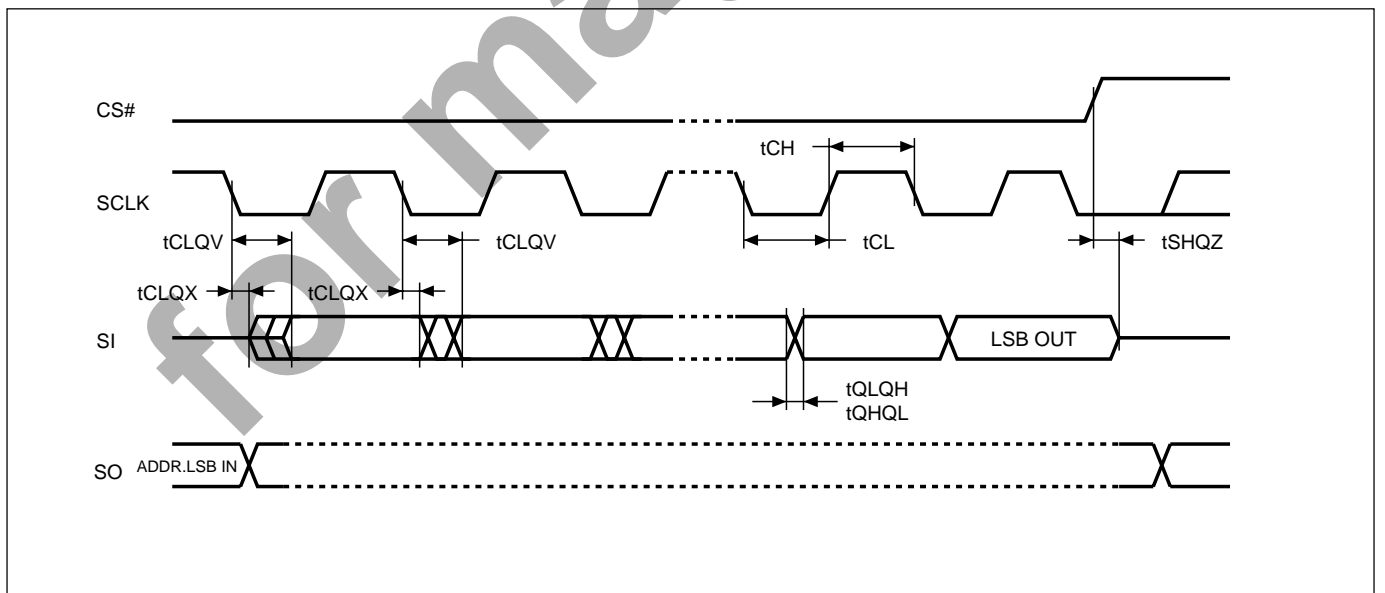 for ma
CS#
tCH
SCLK
tCLQV
tCLQV
tCL
tSHQZ
tCLQX
tCLQX
SI
LSB OUT
tQLQH
tQHQL
SO
ADDR.LSB IN